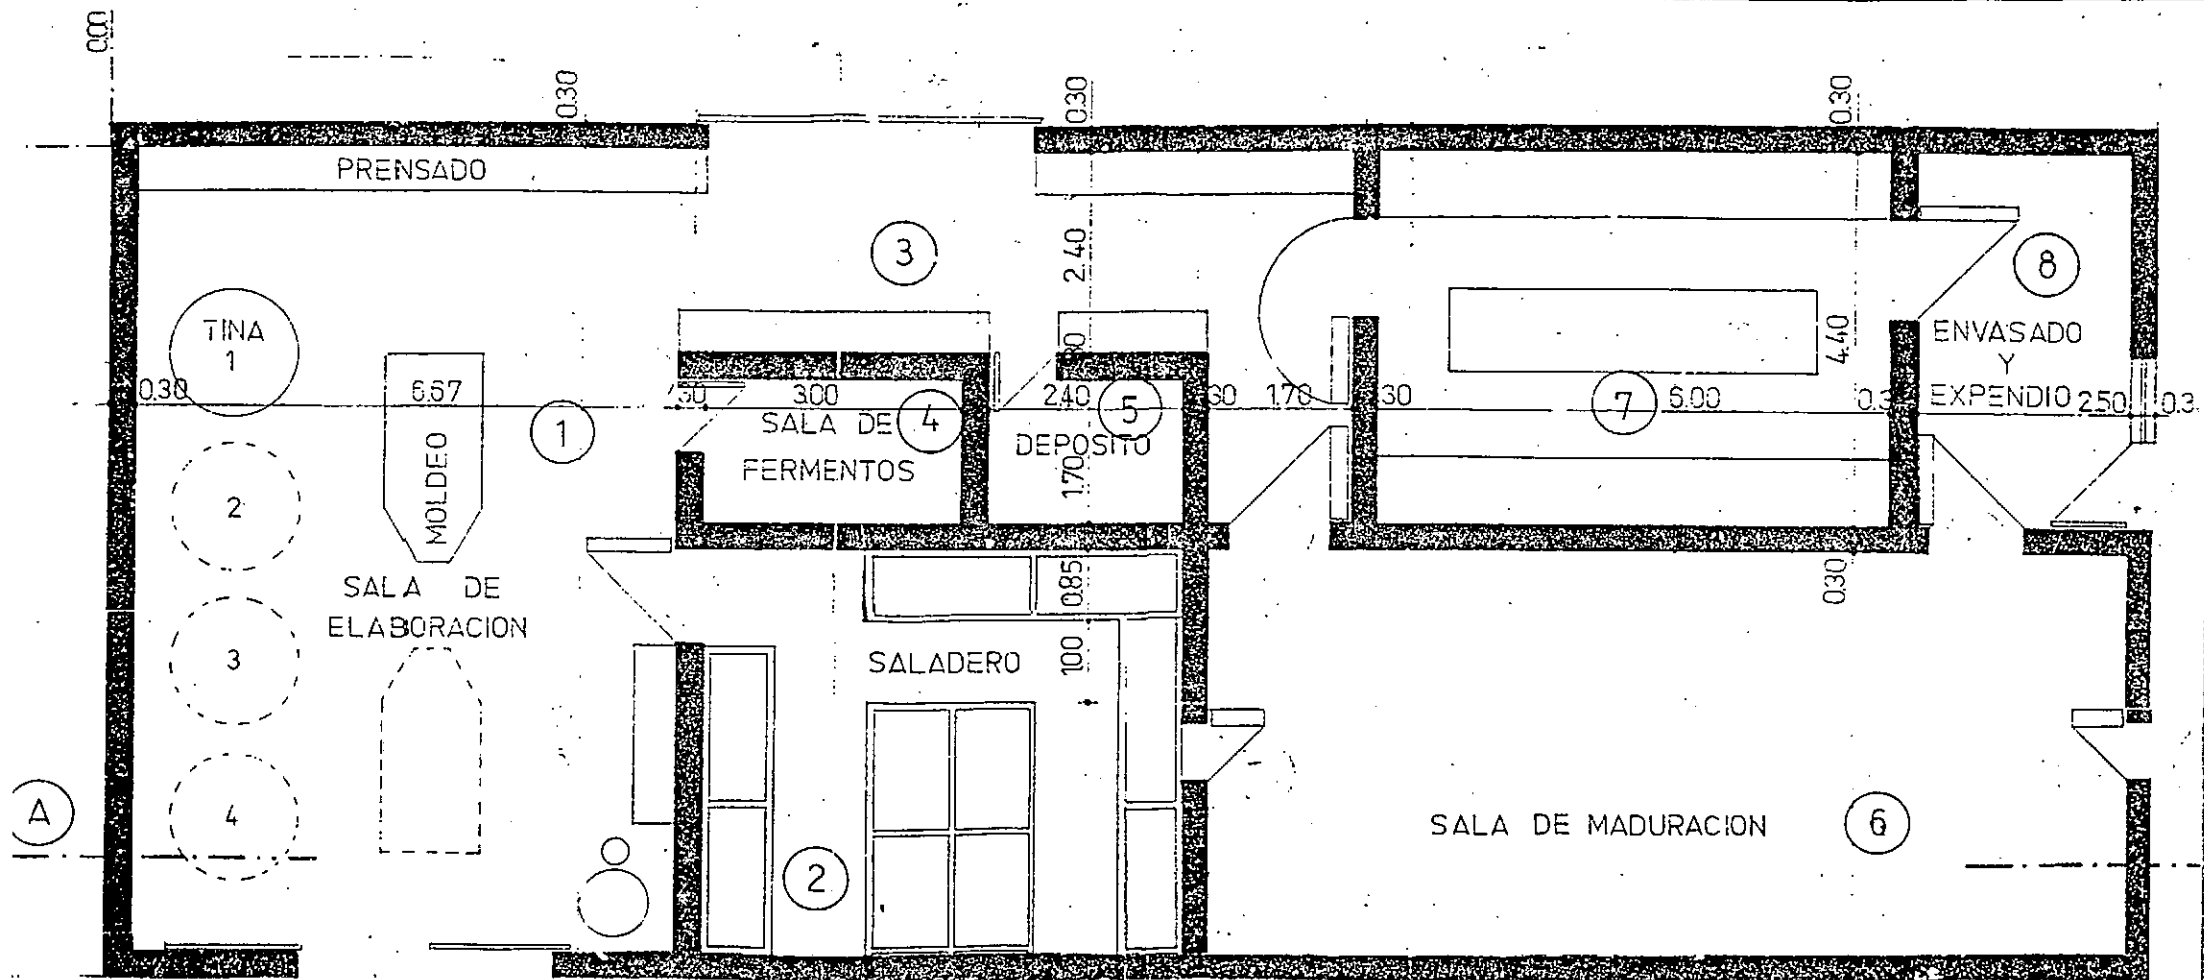 0.00
0.30
0.30
0.30
PRENSADO
3
2.40
8
TINA
1
ENVASADO
Y
EXPENDIO
4.40
0.30
6.67
3.00
2.40
1.70
7
6.00
2.50
1
SALA DE
FERMENTOS
4
5
DEPOSITO
1.70
MOLDEO
2
SALA DE
ELABORACION
0.85
0.30
3
SALADERO
1.00
A
4
2
SALA DE MADURACION
6